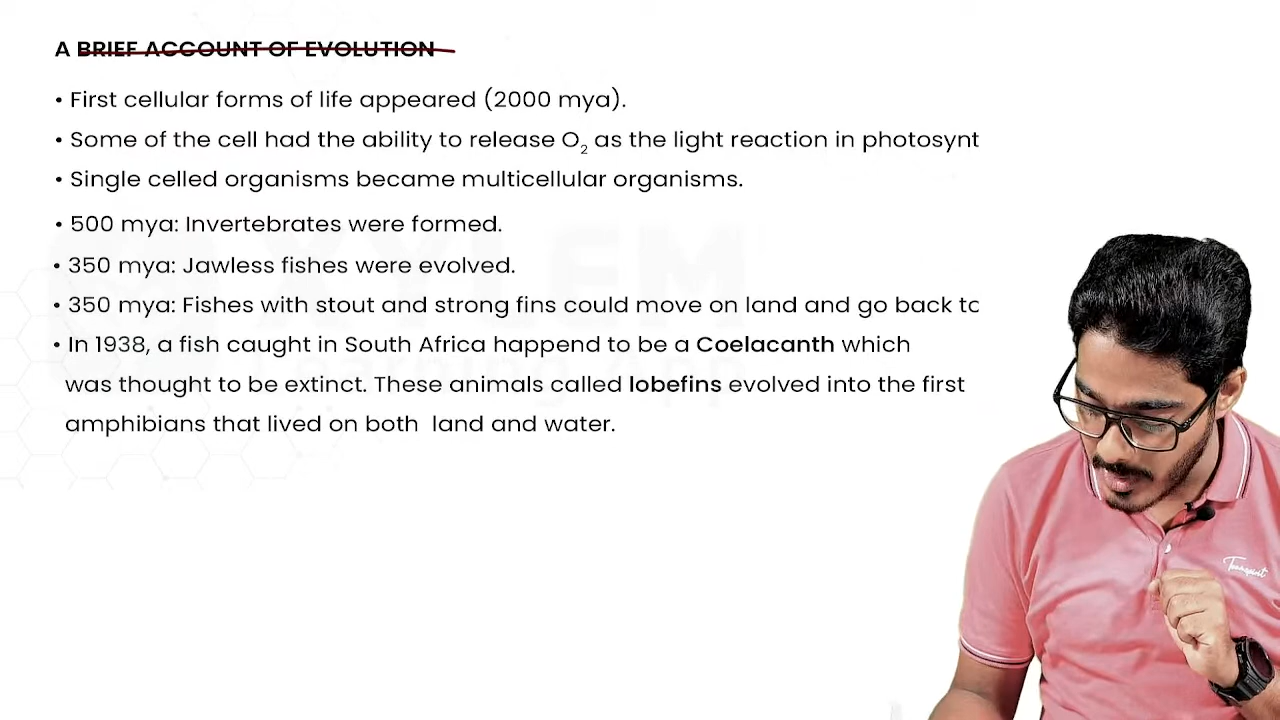 A BRIEF ACCOUNT OF EVOLUTION
• First cellular forms of life appeared (2000 mya).
• Some of the cell had the ability to release O₂ as the light reaction in photosynt
• Single celled organisms became multicellular organisms.
• 500 mya: Invertebrates were formed.
• 350 mya: Jawless fishes were evolved.
• 350 mya: Fishes with stout and strong fins could move on land and go back to
• In 1938, a fish caught in South Africa happend to be a Coelacanth which
was thought to be extinct. These animals called lobefins evolved into the first
amphibians that lived on both land and water.
XYLEM
learning app